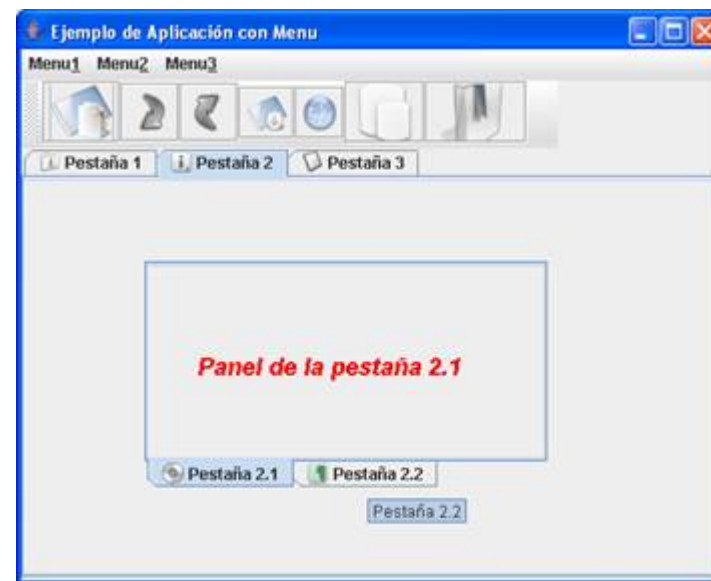 Ejemplo de Aplicación con Menu
Menu1 Menu2 Menu3
Pestaña 1 Pestaña 2 Pestaña 3
Panel de la pestaña 2.1
Pestaña 2.1 Pestaña 2.2
Pestaña 2.2